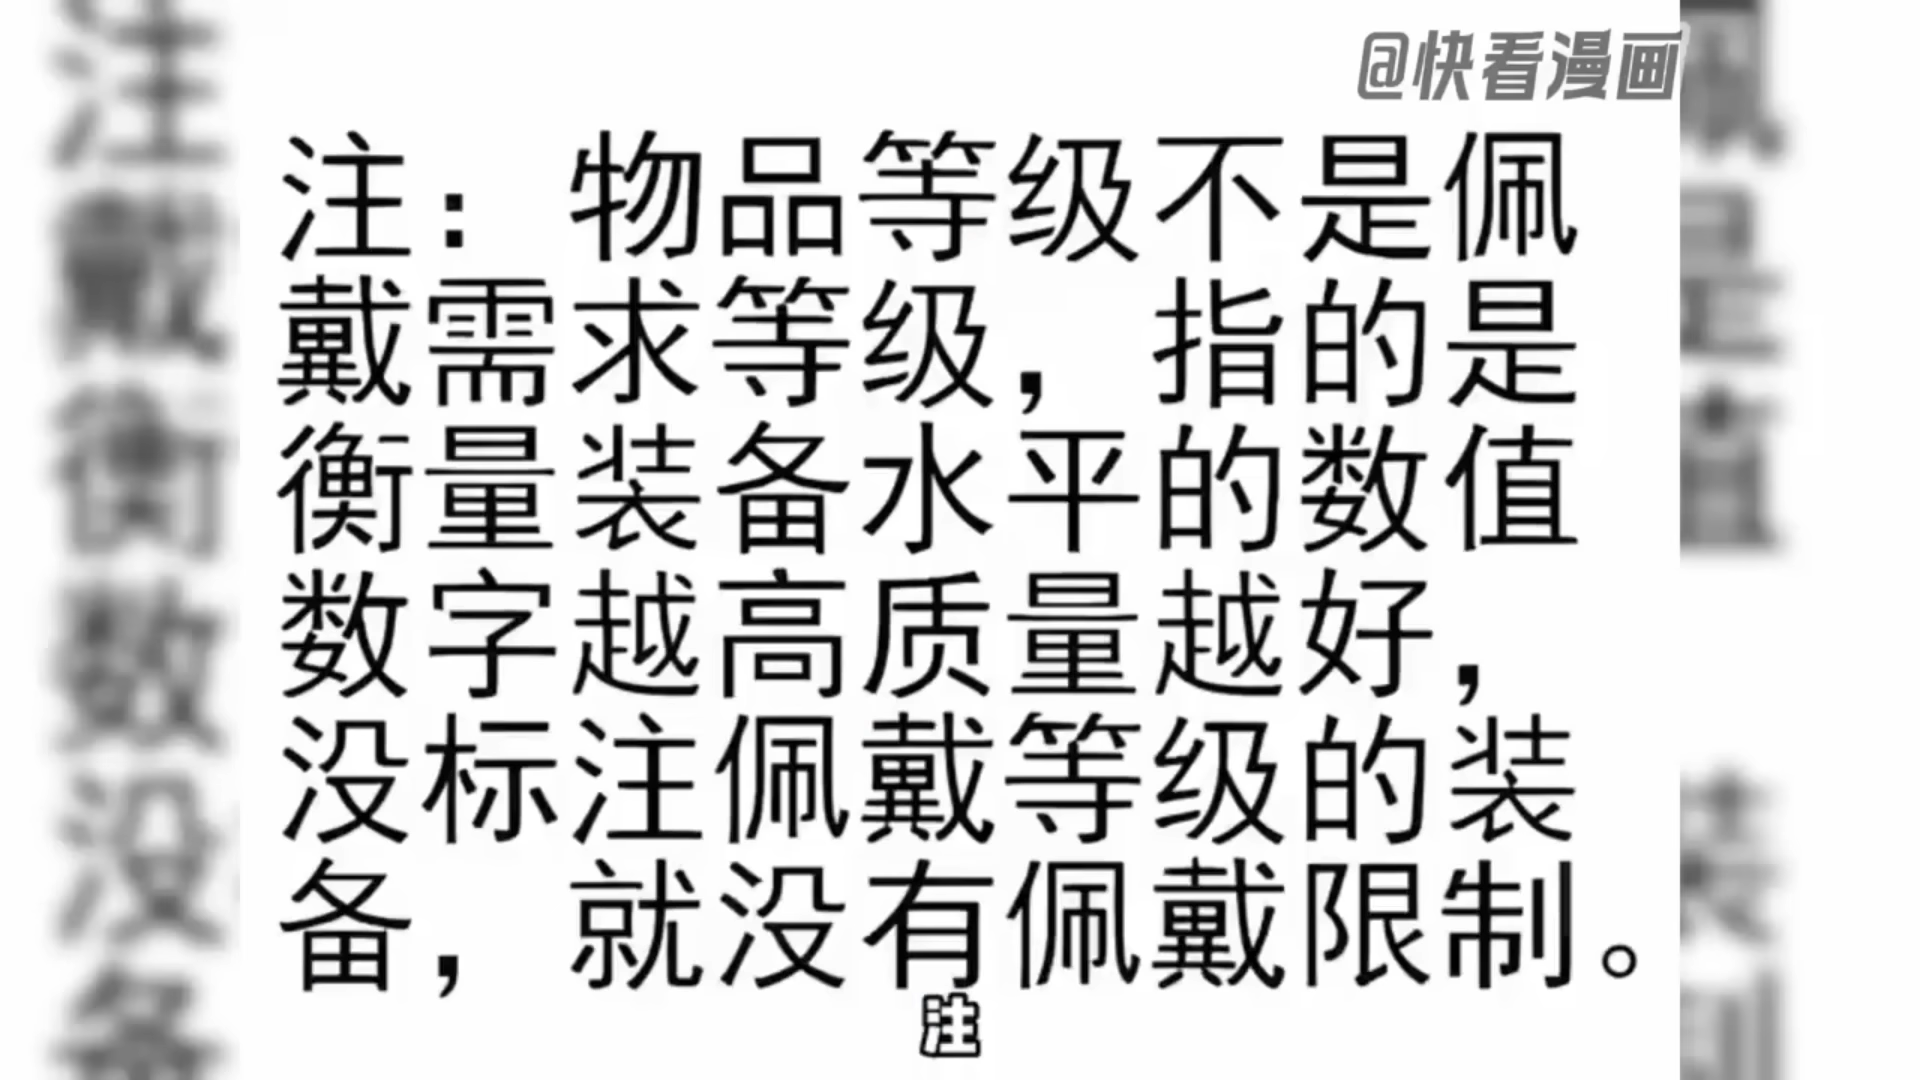 @快看漫画
注：物品等级不是佩
戴需求等级，指的是
衡量装备水平的数值
数字越高质量越好，
没标注佩戴等级的装
备，就没有佩戴限制。
注